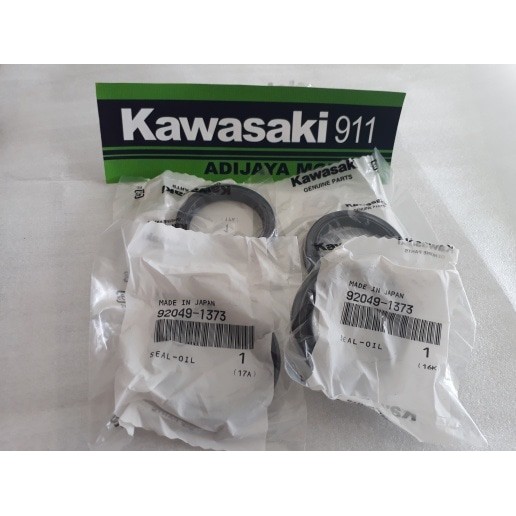 Kawasaki 911
ADIJAYA MO
Kawasaki
GENUINE PARTS
MADE IN JAPAN
92049-1373
SEAL-OIL 1
(17A)
MADE IN JAPAN
92049-1373
SEAL-OIL 1